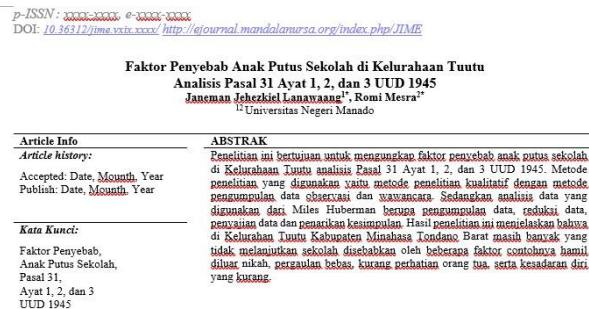 p-ISSN : xxxx-xxxx, e-xxxx-xxxx
DOI: 10.36312/jime.vxix.xxxx/ http://ejournal.mandalanursa.org/index.php/JIME
Faktor Penyebab Anak Putus Sekolah di Kelurahaan Tuutu
Analisis Pasal 31 Ayat 1, 2, dan 3 UUD 1945
Janeman Jehezkiel Lanawaang1*, Romi Mesra2*
12 Universitas Negeri Manado
Article Info
Article history:
Accepted: Date, Mounth, Year
Publish: Date, Mounth, Year
Kata Kunci:
Faktor Penyebab,
Anak Putus Sekolah,
Pasal 31,
Ayat 1, 2, dan 3
UUD 1945
ABSTRAK
Penelitian ini bertujuan untuk mengungkap faktor penyebab anak putus sekolah
di Kelurahaan Tuutu analisis Pasal 31 Ayat 1, 2, dan 3 UUD 1945. Metode
penelitian yang digunakan yaitu metode penelitian kualitatif dengan metode
pengumpulan data observasi dan wawancara. Sedangkan analisis data yang
digunakan dari Miles Huberman berupa pengumpulan data, reduksi data,
penyajian data dan penarikan kesimpulan. Hasil penelitian ini menjelaskan bahwa
di Kelurahan Tuutu Kabupaten Minahasa Tondano Barat masih banyak yang
tidak melanjutkan sekolah disebabkan oleh beberapa faktor contohnya hamil
diluar nikah, pergaulan bebas, kurang perhatian orang tua, serta kesadaran diri
yang kurang.